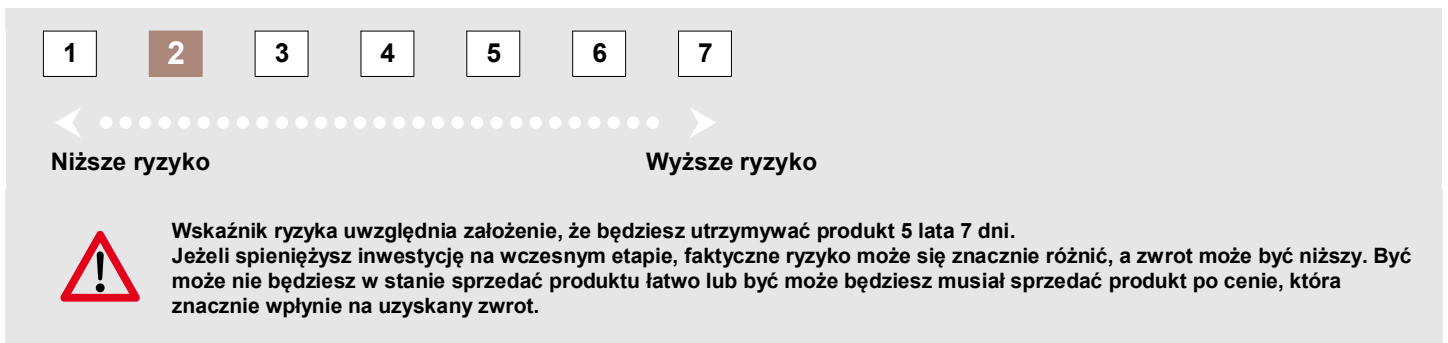 1 2 3 4 5 6 7
Niższe ryzyko Wyższe ryzyko
Wskaźnik ryzyka uwzględnia założenie, że będziesz utrzymywać produkt 5 lata 7 dni.
Jeżeli spieniężysz inwestycję na wczesnym etapie, faktyczne ryzyko może się znacznie różnić, a zwrot może być niższy. Być
może nie będziesz w stanie sprzedać produktu łatwo lub być może będziesz musiał sprzedać produkt po cenie, która
znacznie wpłynie na uzyskany zwrot.